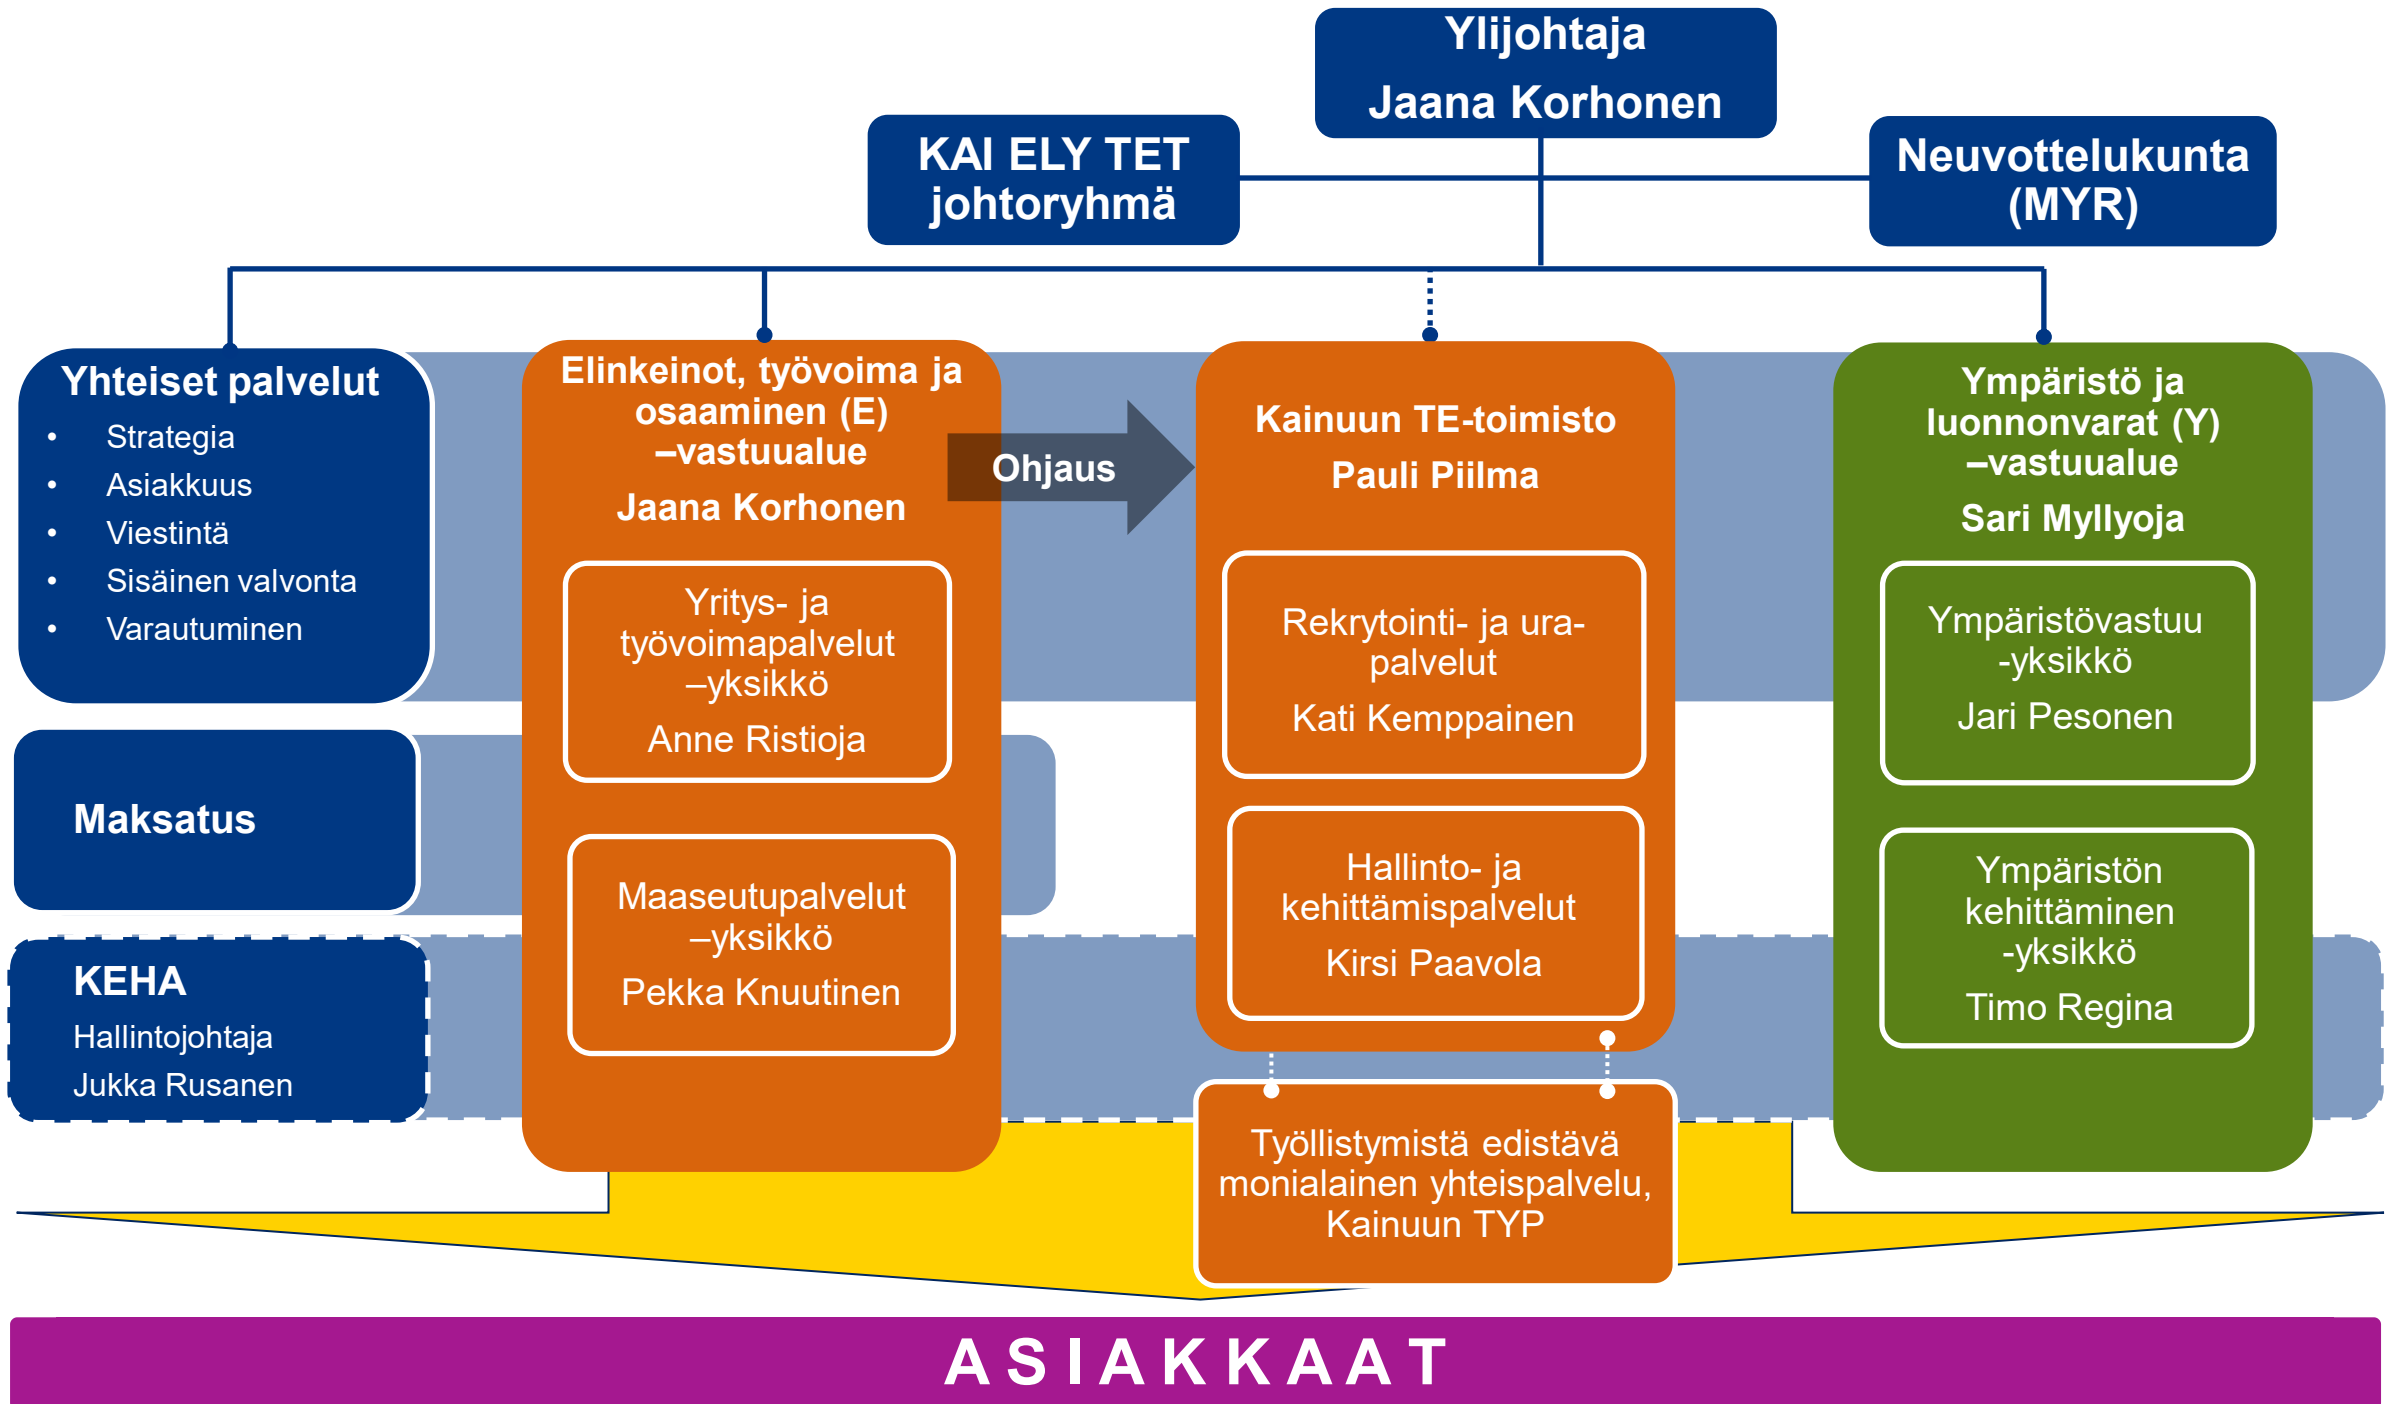 Ylijohtaja
Jaana Korhonen
KAI ELY TET
johtoryhmä
Neuvottelukunta
(MYR)
Yhteiset palvelut
• Strategia
• Asiakkuus
• Viestintä
• Sisäinen valvonta
• Varautuminen
Maksatus
KEHA
Hallintojohtaja
Jukka Rusanen
Elinkeinot, työvoima ja
osaaminen (E)
–vastuualue
Jaana Korhonen
Yritys- ja
työvoimapalvelut
–yksikkö
Anne Ristioja
Maaseutupalvelut
–yksikkö
Pekka Knuutinen
Ohjaus
Kainuun TE-toimisto
Pauli Piilma
Rekrytointi- ja ura-
palvelut
Kati Kemppainen
Hallinto- ja
kehittämispalvelut
Kirsi Paavola
Työllistymistä edistävä
monialainen yhteispalvelu,
Kainuun TYP
Ympäristö ja
luonnonvarat (Y)
–vastuualue
Sari Myllyoja
Ympäristövastuu
-yksikkö
Jari Pesonen
Ympäristön
kehittäminen
-yksikkö
Timo Regina
A S I A K K A A T